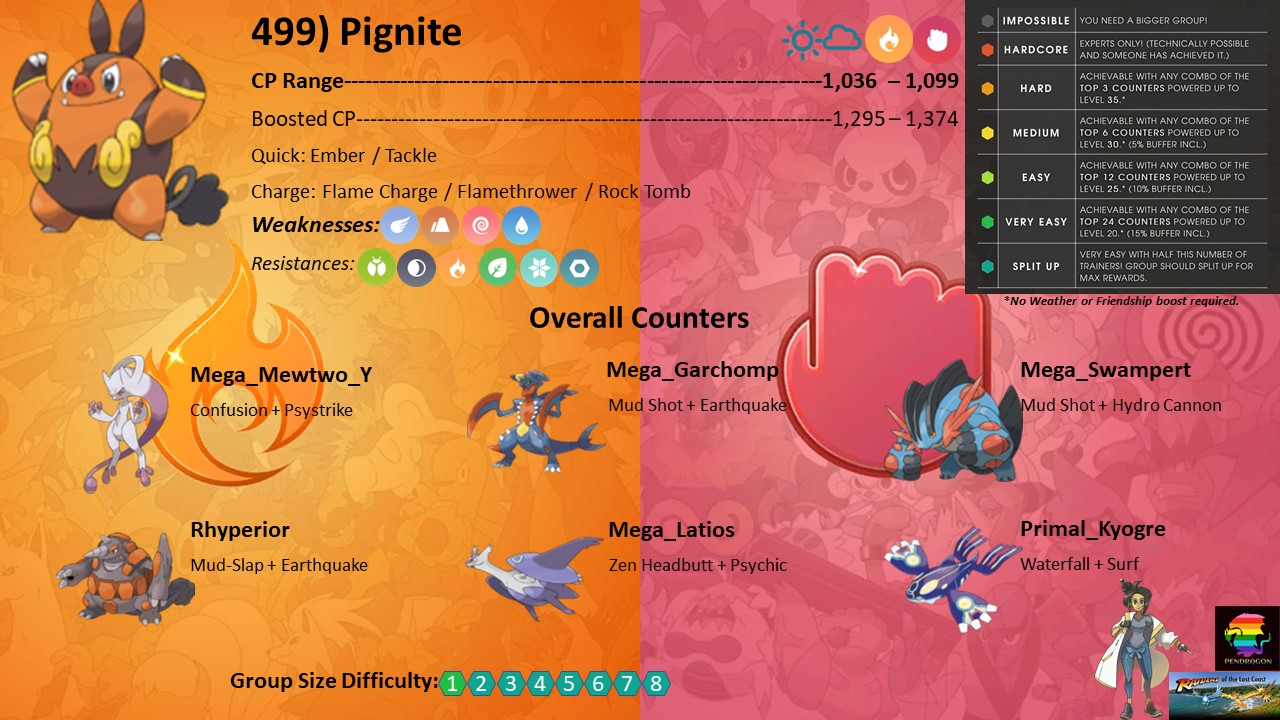 499) Pignite
CP Range--------------------------------------------------------------------1,036 – 1,099
Boosted CP--------------------------------------------------------------------1,295 – 1,374
Quick: Ember / Tackle
Charge: Flame Charge / Flamethrower / Rock Tomb
Weaknesses:
Resistances:
IMPOSSIBLE YOU NEED A BIGGER GROUP!
HARDCORE EXPERTS ONLY! (TECHNICALLY POSSIBLE
AND SOMEONE HAS ACHIEVED IT.)
HARD ACHIEVABLE WITH ANY COMBO OF THE
TOP 3 COUNTERS POWERED UP TO
LEVEL 35.*
MEDIUM ACHIEVABLE WITH ANY COMBO OF THE
TOP 6 COUNTERS POWERED UP TO
LEVEL 30.* (5% BUFFER INCL.)
EASY ACHIEVABLE WITH ANY COMBO OF THE
TOP 12 COUNTERS POWERED UP TO
LEVEL 25.* (10% BUFFER INCL.)
VERY EASY ACHIEVABLE WITH ANY COMBO OF THE
TOP 24 COUNTERS POWERED UP TO
LEVEL 20.* (15% BUFFER INCL.)
SPLIT UP VERY EASY WITH HALF THIS NUMBER OF
TRAINERS! GROUP SHOULD SPLIT UP FOR
MAX REWARDS.
*No Weather or Friendship boost required.
Overall Counters
Mega_Mewtwo_Y
Confusion + Psystrike
Mega_Garchomp
Mud Shot + Earthquake
Mega_Swampert
Mud Shot + Hydro Cannon
Rhyperior
Mud-Slap + Earthquake
Mega_Latios
Zen Headbutt + Psychic
Primal_Kyogre
Waterfall + Surf
Group Size Difficulty: 1 2 3 4 5 6 7 8
PENDRAGON
RAIDERS of the Lost Coast